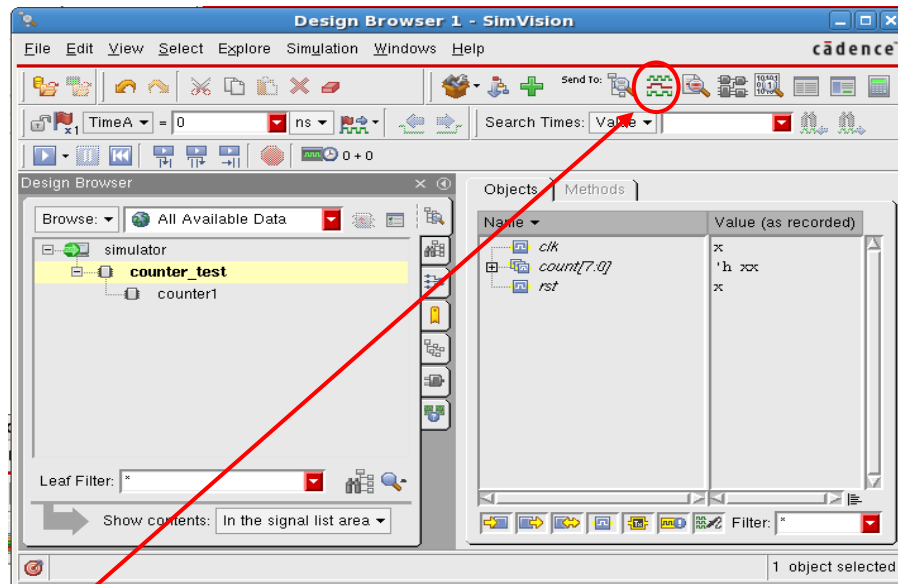 Design Browser 1 - SimVision
File Edit View Select Explore Simulation Windows Help cādence
Send To:
x1 TimeA = 0 ns Search Times: Value
0 + 0
Design Browser
Objects Methods
Browse: All Available Data
Name Value (as recorded)
simulator
clk x
counter_test
count[7:0] 'h xx
counter1
rst x
Leaf Filter: *
Show contents: In the signal list area
Filter: *
1 object selected